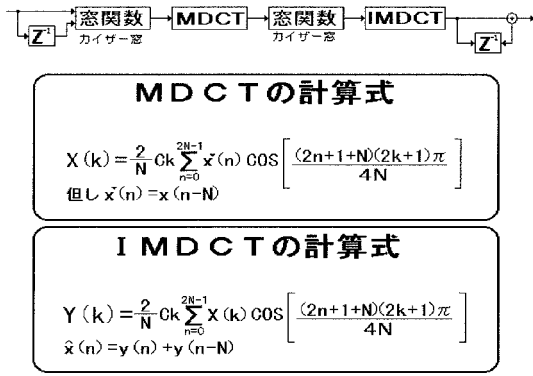 窓関数 MDCT 窓関数 IMDCT
Z⁻¹ カイザー窓 カイザー窓 Z⁻¹
MDCTの計算式
X(k)=2/N Ck 2N-1 Σ n=0 x˜(n) COS[(2n+1+N)(2k+1)π/4N]
但し x˜(n)=x(n-N)
IMDCTの計算式
Y(k)=2/N Ck 2N-1 Σ n=0 X(k) COS[(2n+1+N)(2k+1)π/4N]
x̂(n)=y(n)+y(n-N)